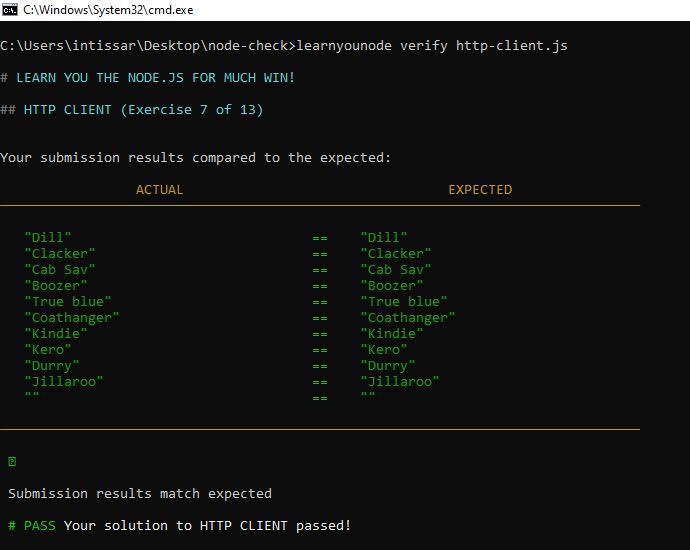 C:\Windows\System32\cmd.exe
C:\Users\intissar\Desktop\node-check>learnyounode verify http-client.js
# LEARN YOU THE NODE.JS FOR MUCH WIN!
## HTTP CLIENT (Exercise 7 of 13)
Your submission results compared to the expected:
ACTUAL EXPECTED
"Dill" == "Dill"
"Clacker" == "Clacker"
"Cab Sav" == "Cab Sav"
"Boozer" == "Boozer"
"True blue" == "True blue"
"Coathanger" == "Coathanger"
"Kindie" == "Kindie"
"Kero" == "Kero"
"Durry" == "Durry"
"Jillaroo" == "Jillaroo"
"" == ""
Submission results match expected
# PASS Your solution to HTTP CLIENT passed!